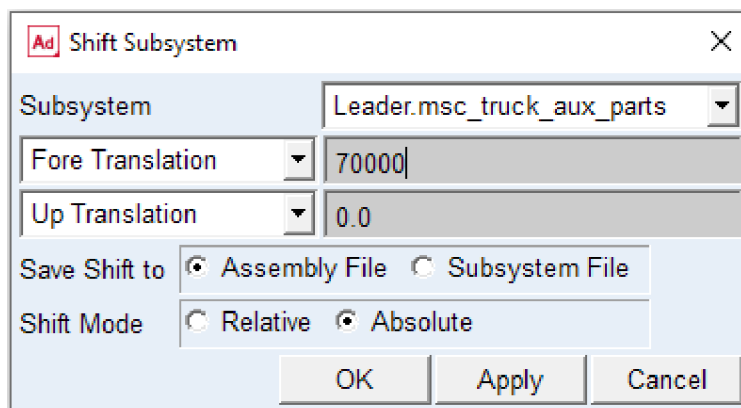 Ad Shift Subsystem
Subsystem Leader.msc_truck_aux_parts
Fore Translation 70000
Up Translation 0.0
Save Shift to Assembly File Subsystem File
Shift Mode Relative Absolute
OK Apply Cancel